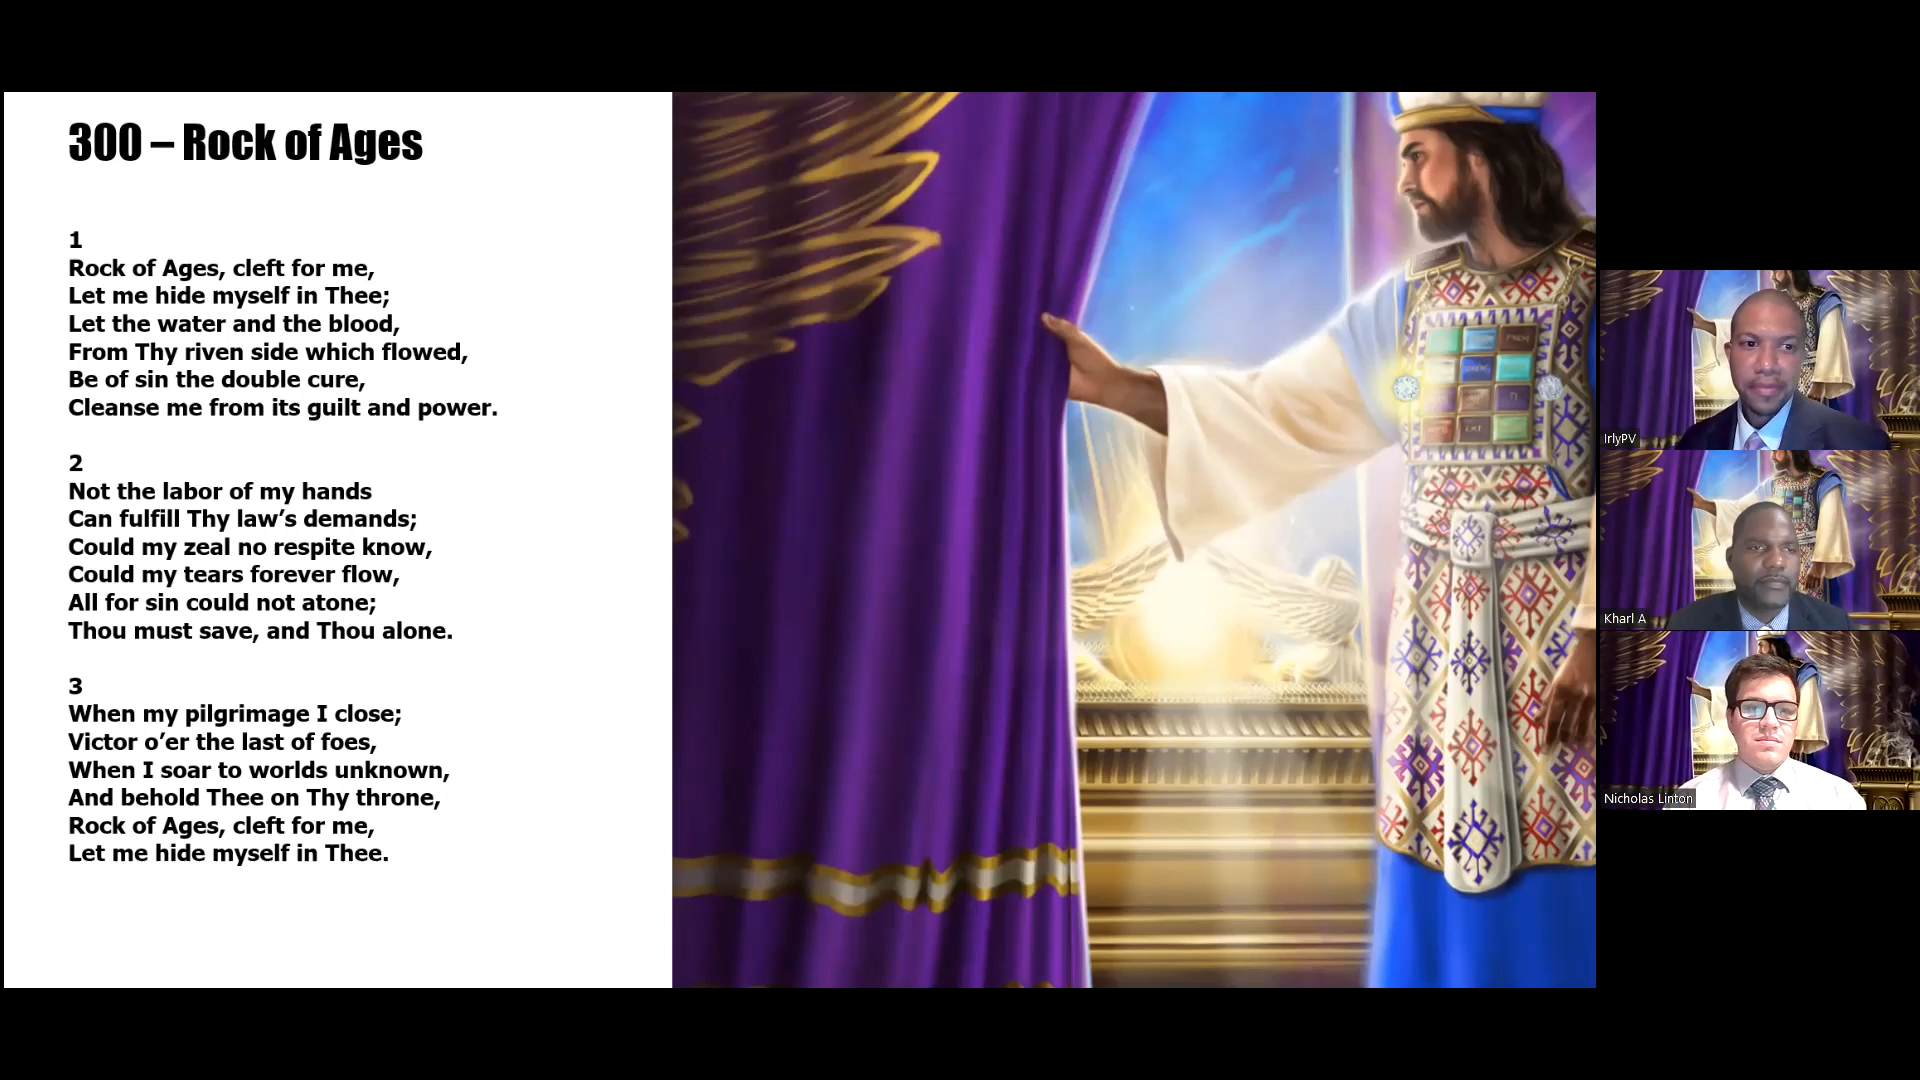 300 – Rock of Ages
1
Rock of Ages, cleft for me,
Let me hide myself in Thee;
Let the water and the blood,
From Thy riven side which flowed,
Be of sin the double cure,
Cleanse me from its guilt and power.
2
Not the labor of my hands
Can fulfill Thy law’s demands;
Could my zeal no respite know,
Could my tears forever flow,
All for sin could not atone;
Thou must save, and Thou alone.
3
When my pilgrimage I close;
Victor o’er the last of foes,
When I soar to worlds unknown,
And behold Thee on Thy throne,
Rock of Ages, cleft for me,
Let me hide myself in Thee.
IrlyPV
Kharl A
Nicholas Linton